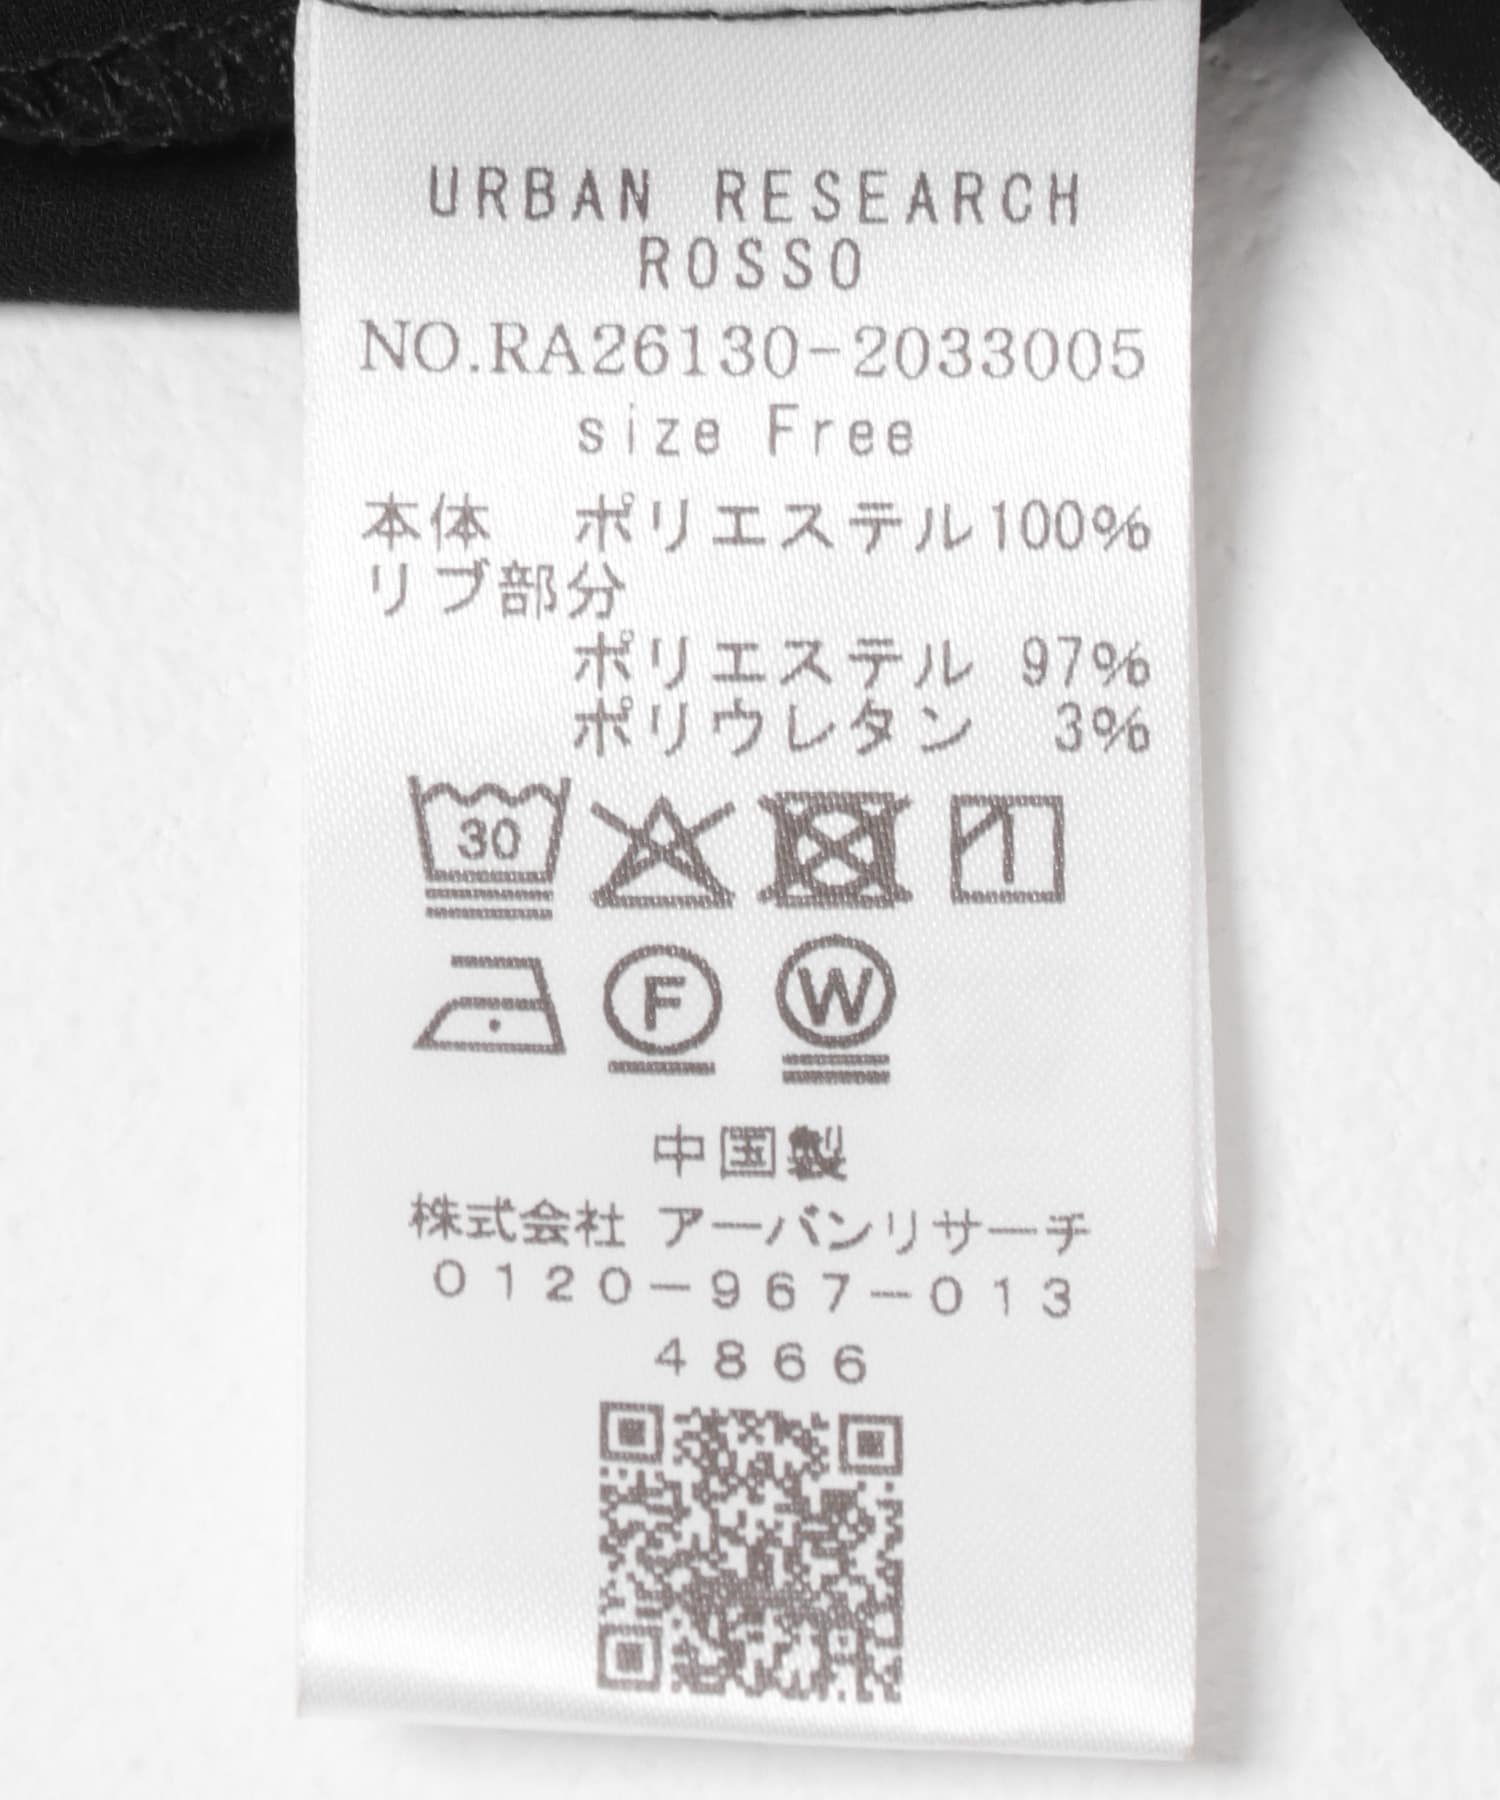 URBAN RESEARCH
ROSSO
NO.RA26130-2033005
size Free
本体 ポリエステル100%
リブ部分
ポリエステル 97%
ポリウレタン 3%
30
F W
中国製
株式会社 アーバンリサーチ
0120-967-013
4866